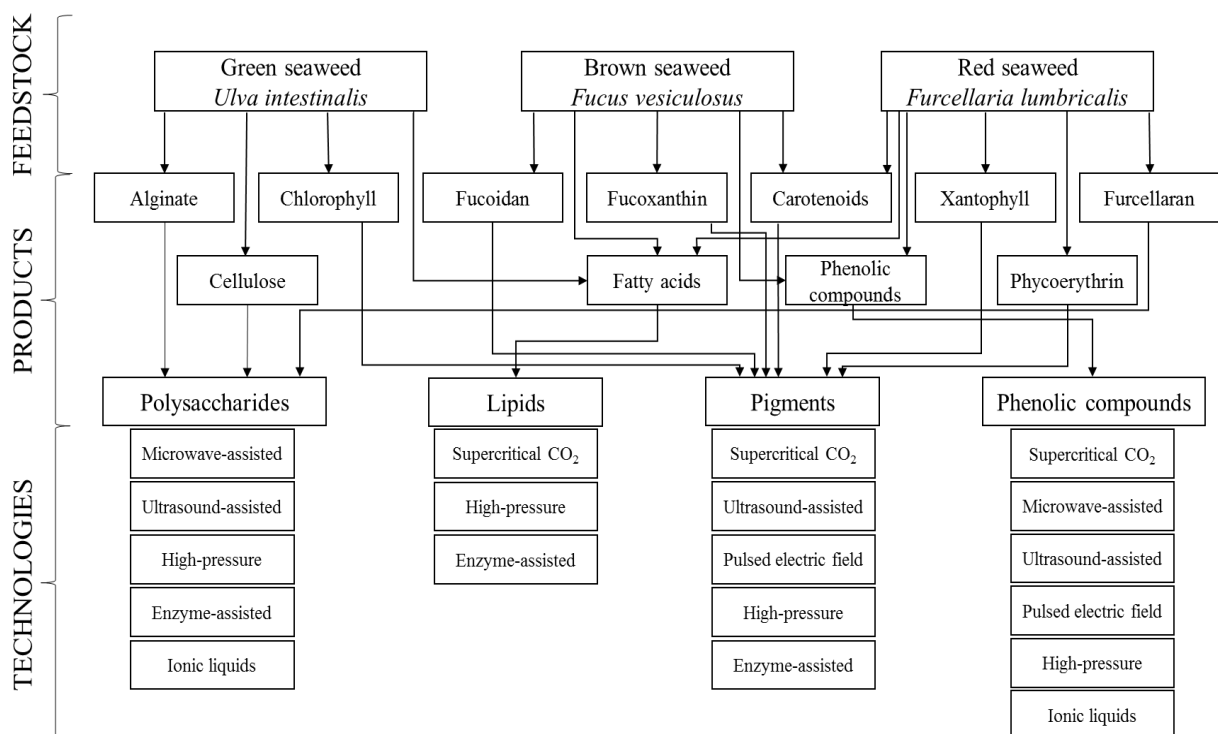 FEEDSTOCK
Green seaweed
Ulva intestinalis
Brown seaweed
Fucus vesiculosus
Red seaweed
Furcellaria lumbricalis
PRODUCTS
Alginate
Chlorophyll
Fucoidan
Fucoxanthin
Carotenoids
Xantophyll
Furcellaran
Cellulose
Fatty acids
Phenolic
compounds
Phycoerythrin
Polysaccharides
Lipids
Pigments
Phenolic compounds
TECHNOLOGIES
Microwave-assisted
Ultrasound-assisted
High-pressure
Enzyme-assisted
Ionic liquids
Supercritical CO₂
High-pressure
Enzyme-assisted
Supercritical CO₂
Ultrasound-assisted
Pulsed electric field
High-pressure
Enzyme-assisted
Supercritical CO₂
Microwave-assisted
Ultrasound-assisted
Pulsed electric field
High-pressure
Ionic liquids